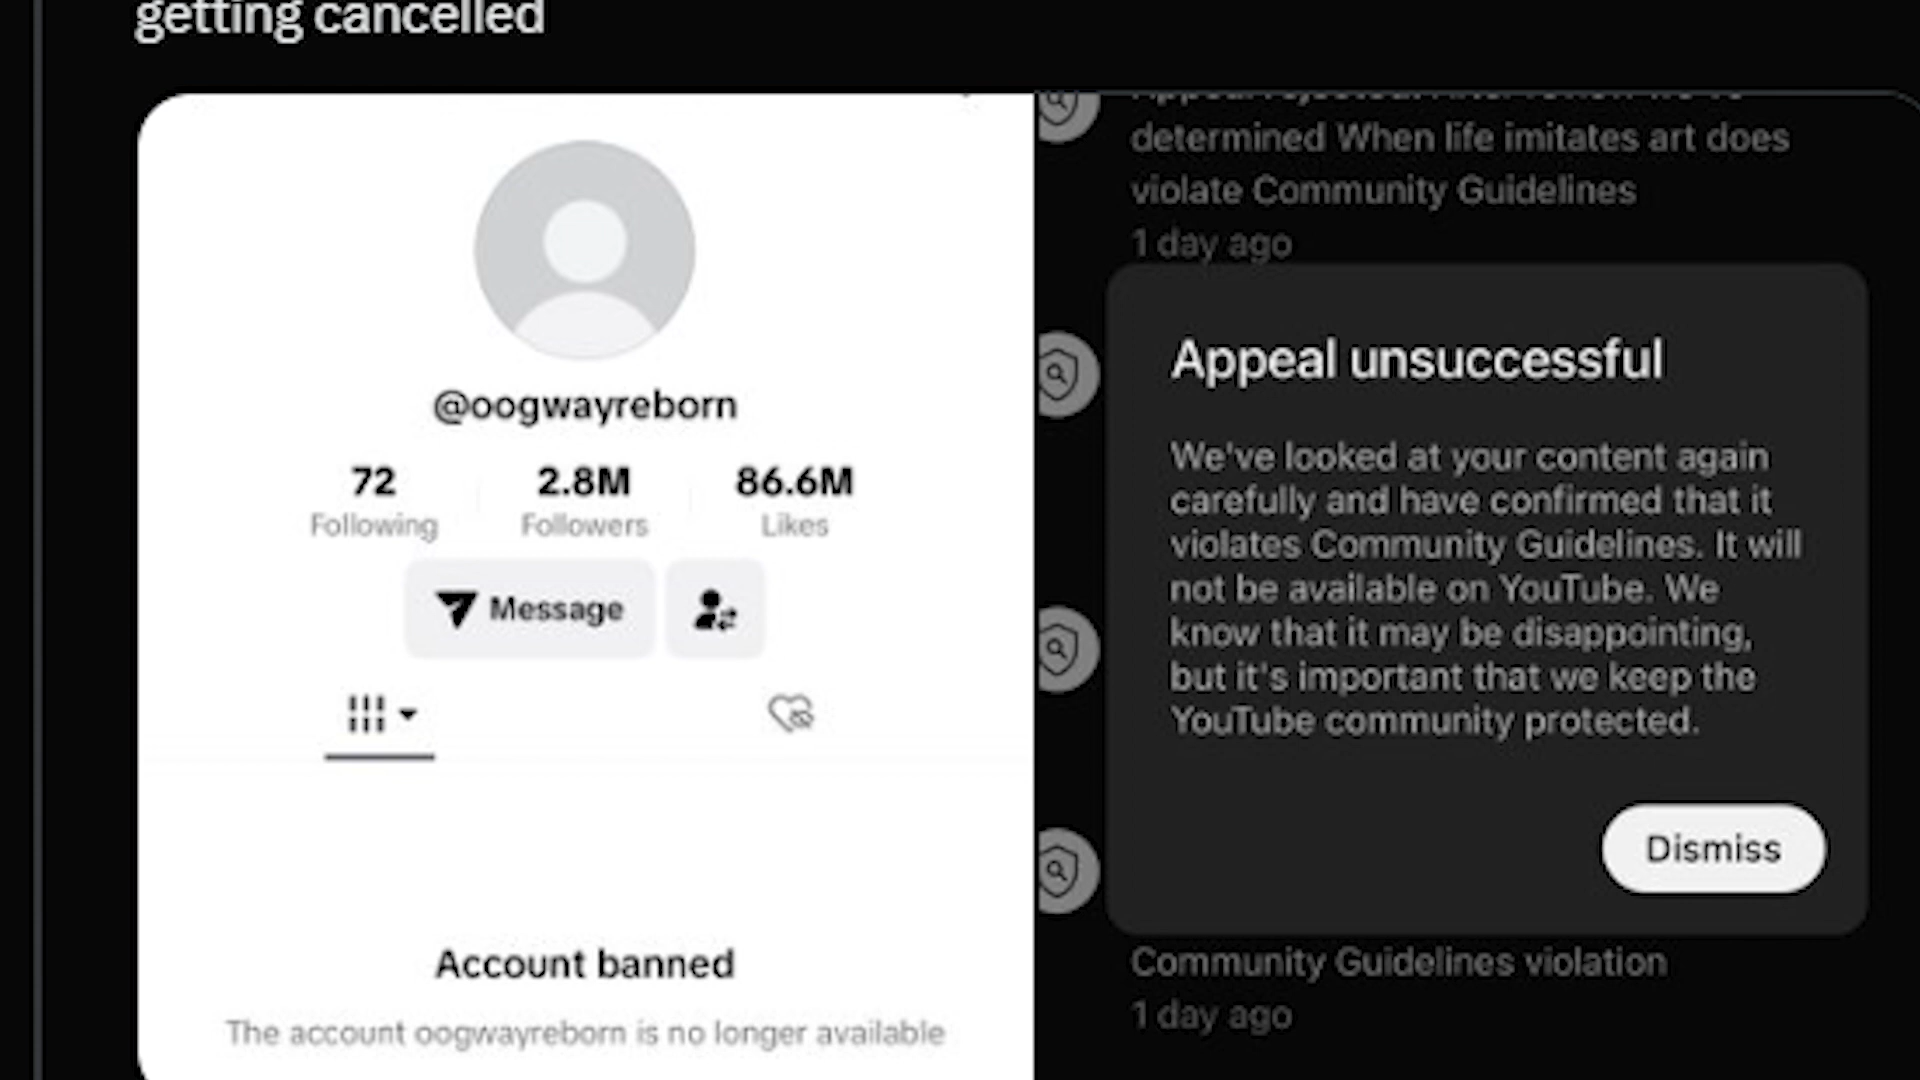 getting cancelled
@oogwayreborn
72
Following
2.8M
Followers
86.6M
Likes
Message
Account banned
The account oogwayreborn is no longer available
determined When life imitates art does
violate Community Guidelines
1 day ago
Appeal unsuccessful
We've looked at your content again
carefully and have confirmed that it
violates Community Guidelines. It will
not be available on YouTube. We
know that it may be disappointing,
but it's important that we keep the
YouTube community protected.
Dismiss
Community Guidelines violation
1 day ago